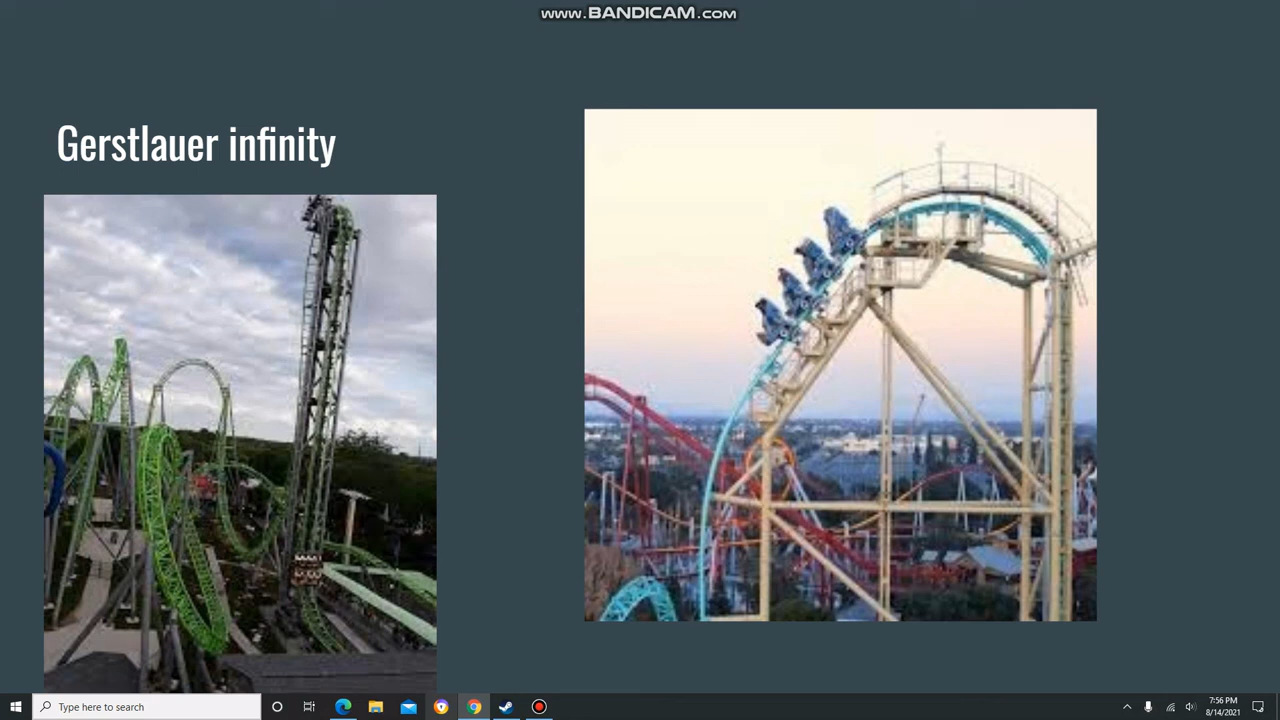 www.BANDICAM.com
Gerstlauer infinity
Type here to search
7:56 PM
8/14/2021